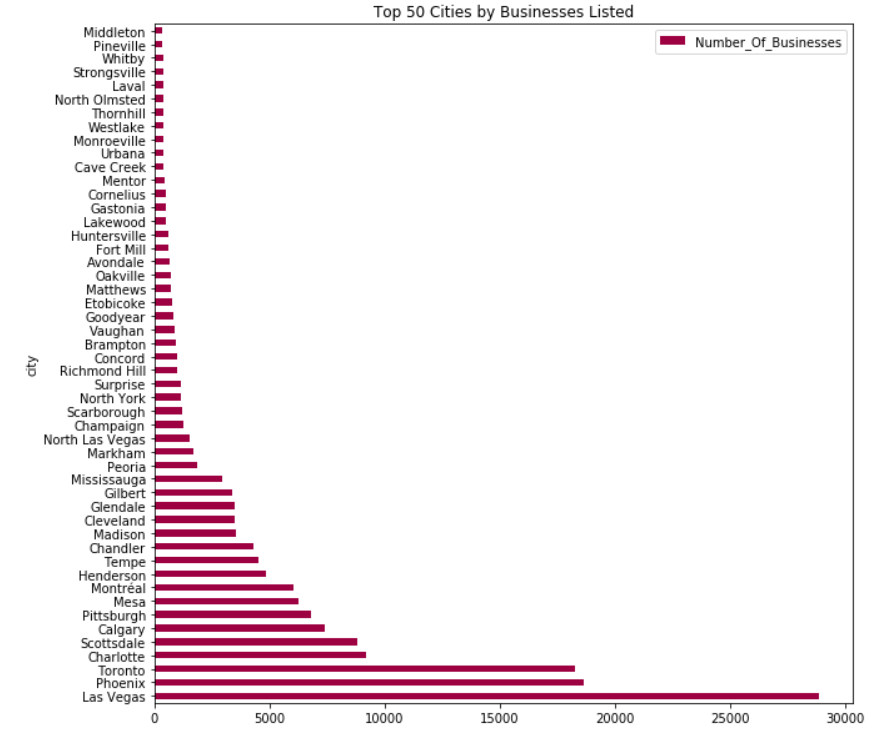 Top 50 Cities by Businesses Listed
Number_Of_Businesses
Middleton
Pineville
Whitby
Strongsville
Laval
North Olmsted
Thornhill
Westlake
Monroeville
Urbana
Cave Creek
Mentor
Cornelius
Gastonia
Lakewood
Huntersville
Fort Mill
Avondale
Oakville
Matthews
Etobicoke
Goodyear
Vaughan
Brampton
Concord
Richmond Hill
Surprise
North York
Scarborough
Champaign
North Las Vegas
Markham
Peoria
Mississauga
Gilbert
Glendale
Cleveland
Madison
Chandler
Tempe
Henderson
Montréal
Mesa
Pittsburgh
Calgary
Scottsdale
Charlotte
Toronto
Phoenix
Las Vegas
city
0 5000 10000 15000 20000 25000 30000